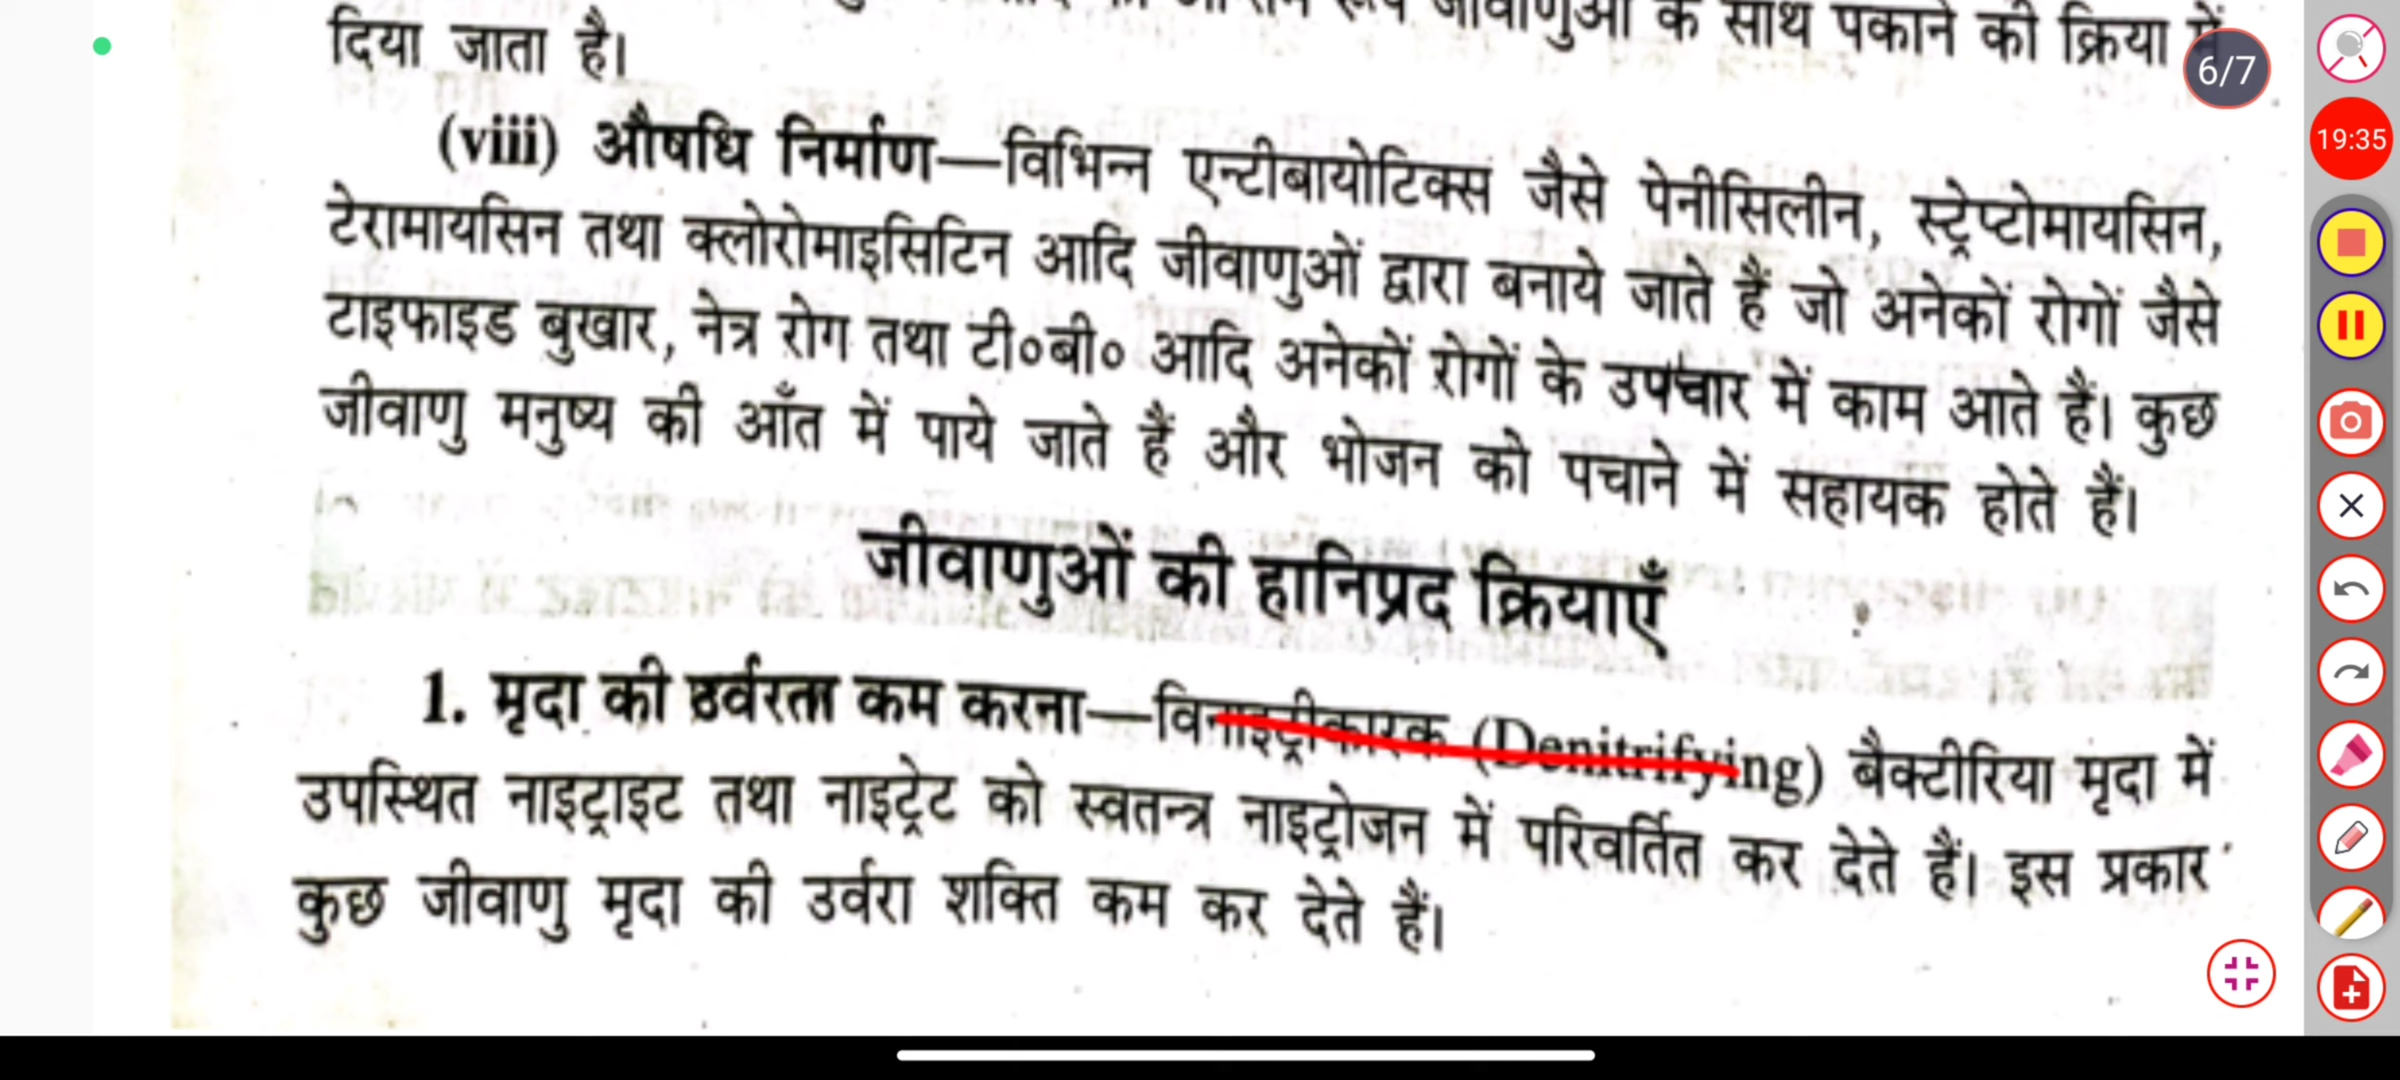 जीवाणुओं के साथ पकाने की क्रिया में
दिया जाता है।
6/7
19:35
(viii) औषधि निर्माण—विभिन्न एन्टीबायोटिक्स जैसे पेनीसिलीन, स्ट्रेप्टोमायसिन,
टेरामायसिन तथा क्लोरोमाइसिटिन आदि जीवाणुओं द्वारा बनाये जाते हैं जो अनेकों रोगों जैसे
टाइफाइड बुखार, नेत्र रोग तथा टी०बी० आदि अनेकों रोगों के उपचार में काम आते हैं। कुछ
जीवाणु मनुष्य की आँत में पाये जाते हैं और भोजन को पचाने में सहायक होते हैं।
जीवाणुओं की हानिप्रद क्रियाएँ
1. मृदा की उर्वरता कम करना—विनाइट्रीकारक (Denitrifying) बैक्टीरिया मृदा में
उपस्थित नाइट्राइट तथा नाइट्रेट को स्वतन्त्र नाइट्रोजन में परिवर्तित कर देते हैं। इस प्रकार
कुछ जीवाणु मृदा की उर्वरा शक्ति कम कर देते हैं।